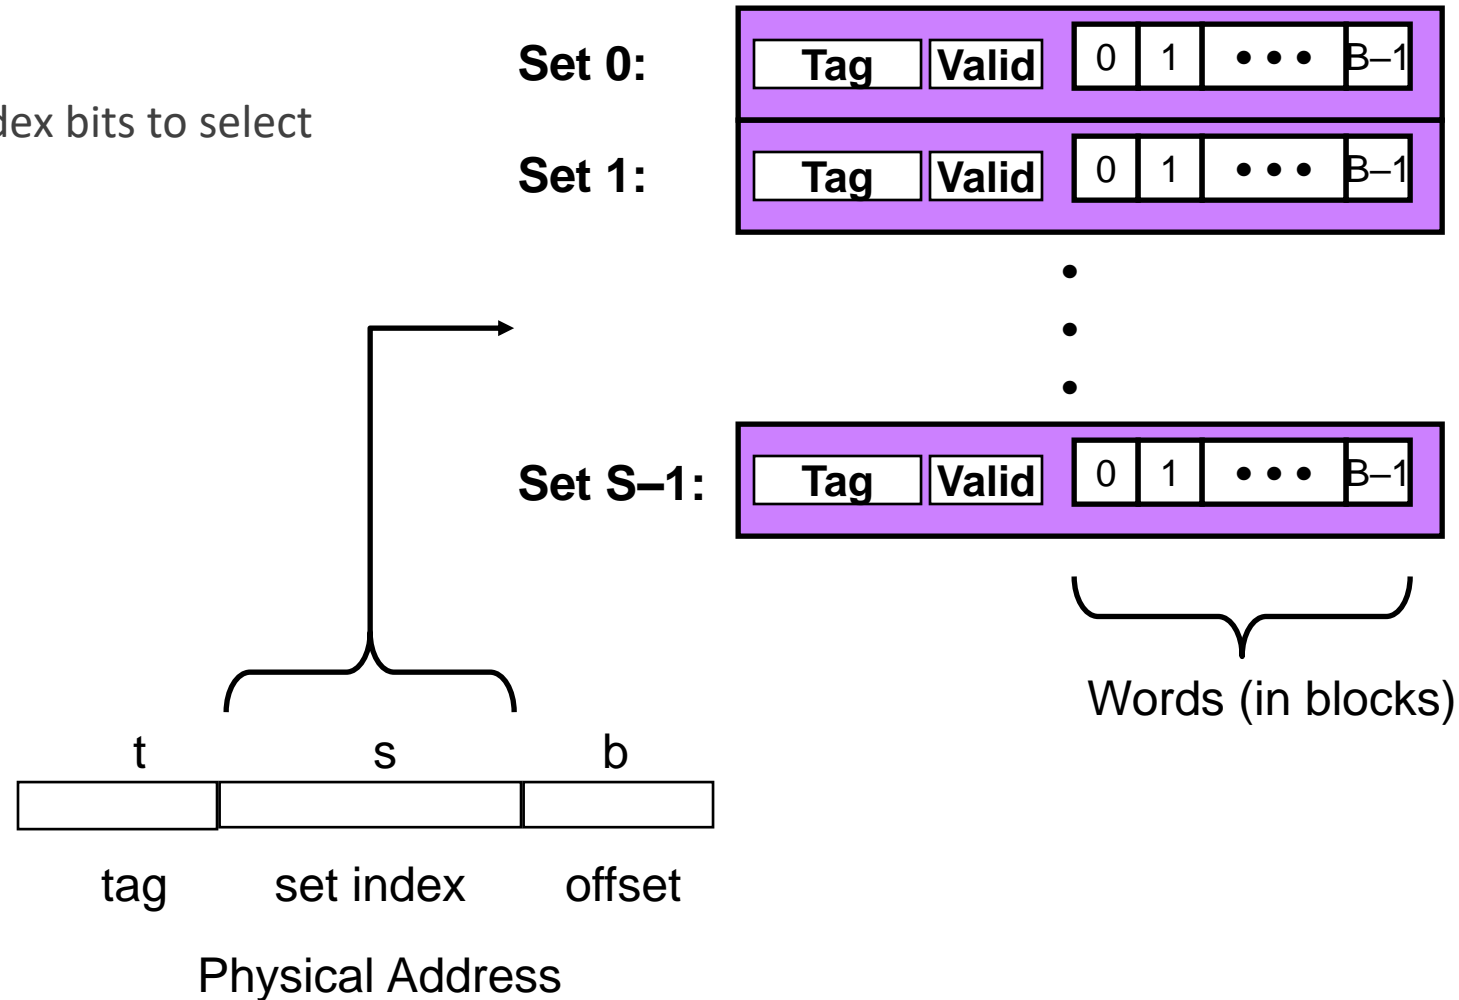 Set 0:
Tag Valid 0 1 • • • B–1
dex bits to select
Set 1:
Tag Valid 0 1 • • • B–1
Set S–1:
Tag Valid 0 1 • • • B–1
Words (in blocks)
t s b
tag set index offset
Physical Address